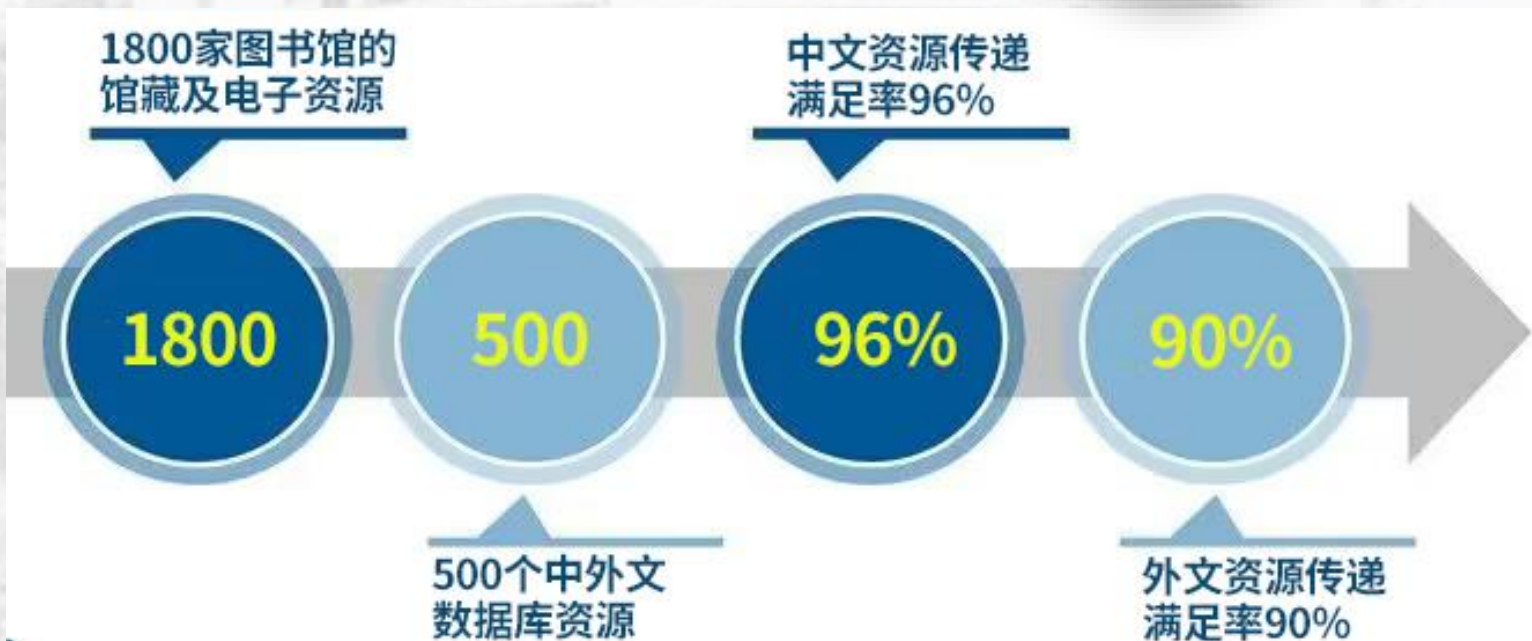 1800家图书馆的
馆藏及电子资源
中文资源传递
满足率96%
1800
500
96%
90%
500个中外文
数据库资源
外文资源传递
满足率90%